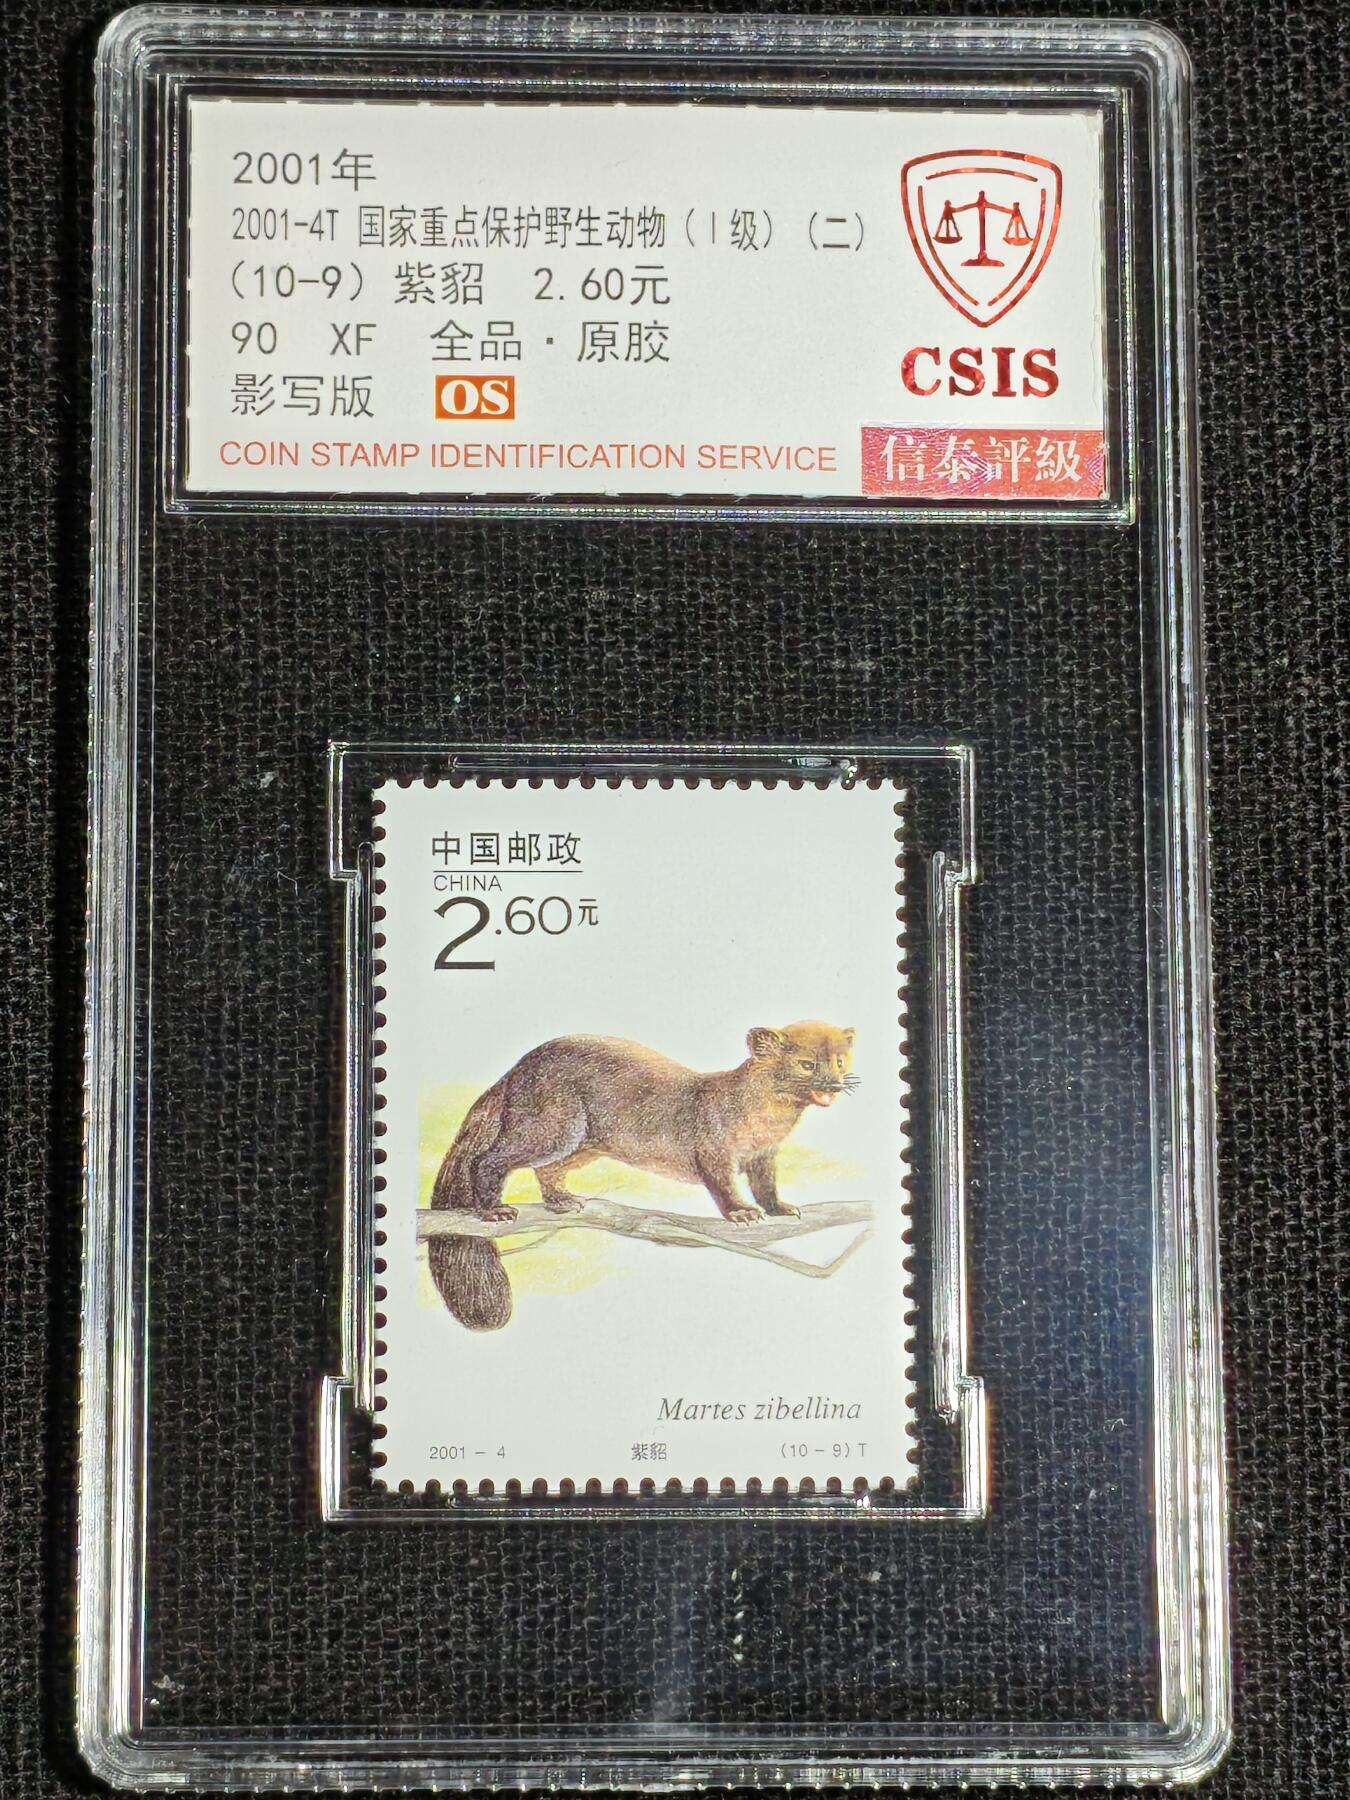 2001年
2001-4T 国家重点保护野生动物（Ⅰ级）（二）
（10-9）紫貂 2.60元
90 XF 全品·原胶
影写版 OS
COIN STAMP IDENTIFICATION SERVICE
CSIS
信泰評級
中国邮政
CHINA
2.60元
Martes zibellina
2001-4 紫貂 (10-9)T